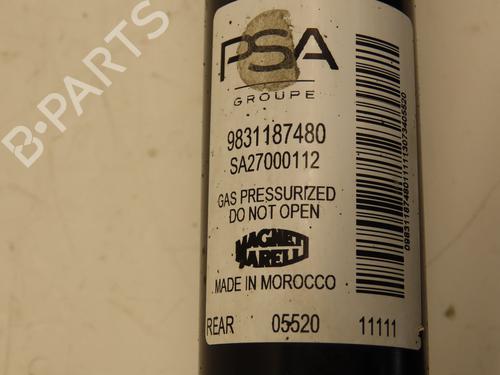 PSA
GROUPE
9831187480
SA27000112
GAS PRESSURIZED
DO NOT OPEN
MAGNETI
MARELLI
MADE IN MOROCCO
REAR 05520 11111
B-PARTS